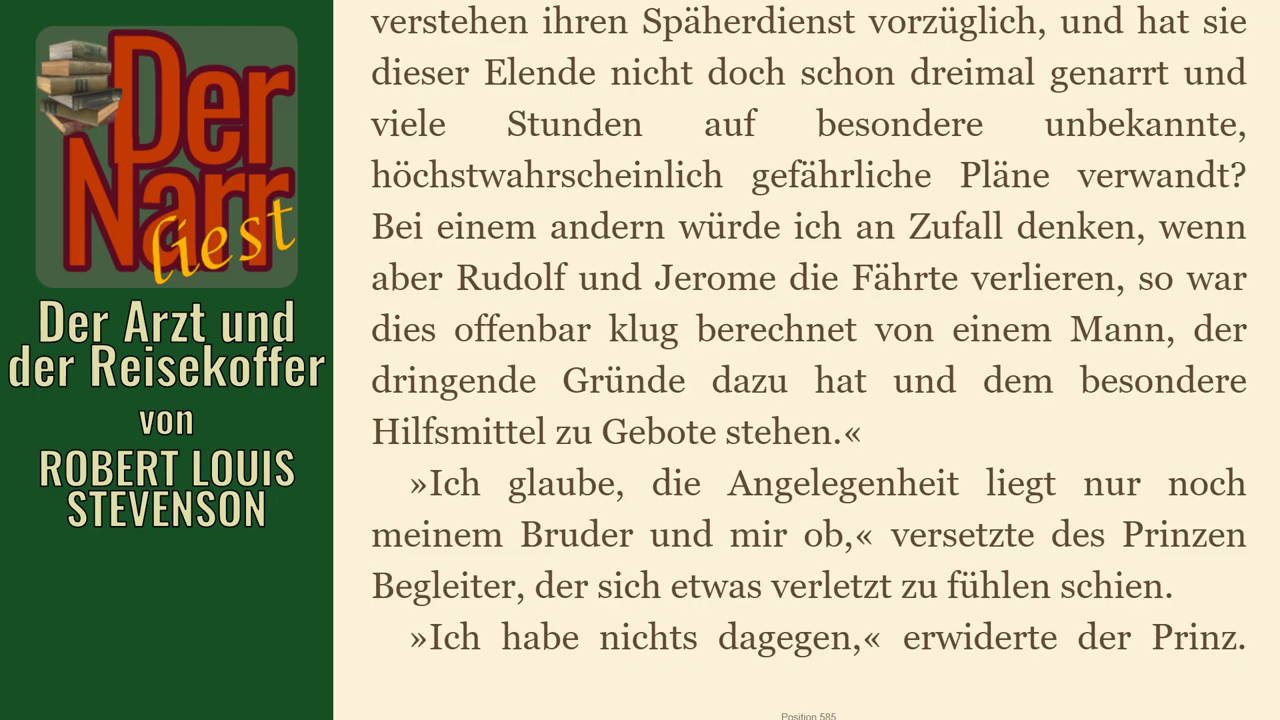 Der
Narr
liest
Der Arzt und
der Reisekoffer
von
ROBERT LOUIS
STEVENSON
verstehen ihren Späherdienst vorzüglich, und hat sie
dieser Elende nicht doch schon dreimal genarrt und
viele Stunden auf besondere unbekannte,
höchstwahrscheinlich gefährliche Pläne verwandt?
Bei einem andern würde ich an Zufall denken, wenn
aber Rudolf und Jerome die Fährte verlieren, so war
dies offenbar klug berechnet von einem Mann, der
dringende Gründe dazu hat und dem besondere
Hilfsmittel zu Gebote stehen.«
»Ich glaube, die Angelegenheit liegt nur noch
meinem Bruder und mir ob,« versetzte des Prinzen
Begleiter, der sich etwas verletzt zu fühlen schien.
»Ich habe nichts dagegen,« erwiderte der Prinz.
Position 585